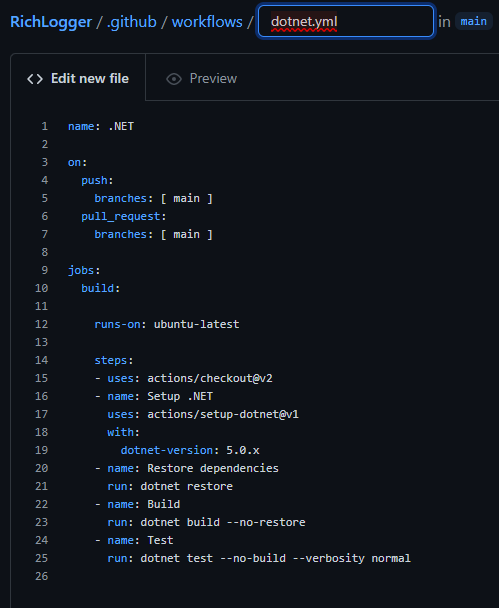 RichLogger / .github / workflows / dotnet.yml in main
<> Edit new file Preview
1 name: .NET
2
3 on:
4 push:
5 branches: [ main ]
6 pull_request:
7 branches: [ main ]
8
9 jobs:
10 build:
11
12 runs-on: ubuntu-latest
13
14 steps:
15 - uses: actions/checkout@v2
16 - name: Setup .NET
17 uses: actions/setup-dotnet@v1
18 with:
19 dotnet-version: 5.0.x
20 - name: Restore dependencies
21 run: dotnet restore
22 - name: Build
23 run: dotnet build --no-restore
24 - name: Test
25 run: dotnet test --no-build --verbosity normal
26